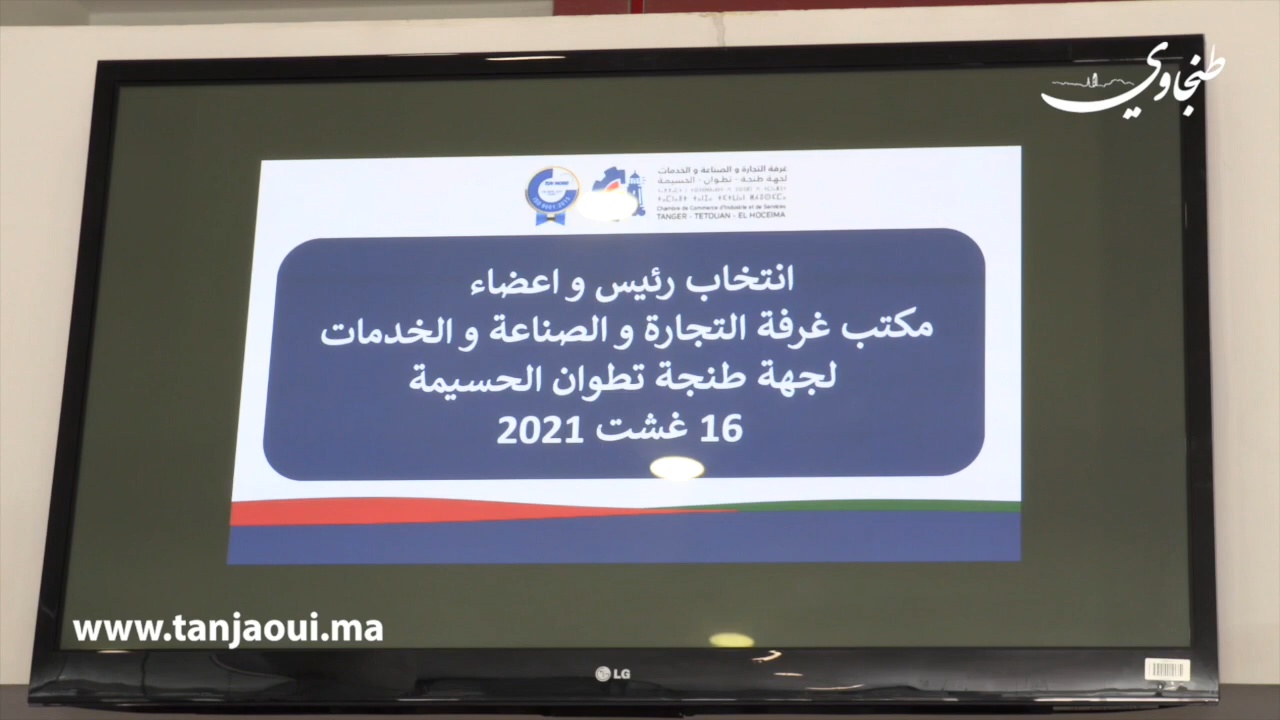 طنجاوي
غرفة التجارة و الصناعة و الخدمات
لجهة طنجة - تطوان - الحسيمة
Chambre de Commerce d'Industrie et de Services
TANGER - TETOUAN - EL HOCEIMA
انتخاب رئيس و اعضاء
مكتب غرفة التجارة و الصناعة و الخدمات
لجهة طنجة تطوان الحسيمة
16 غشت 2021
www.tanjaoui.ma
LG